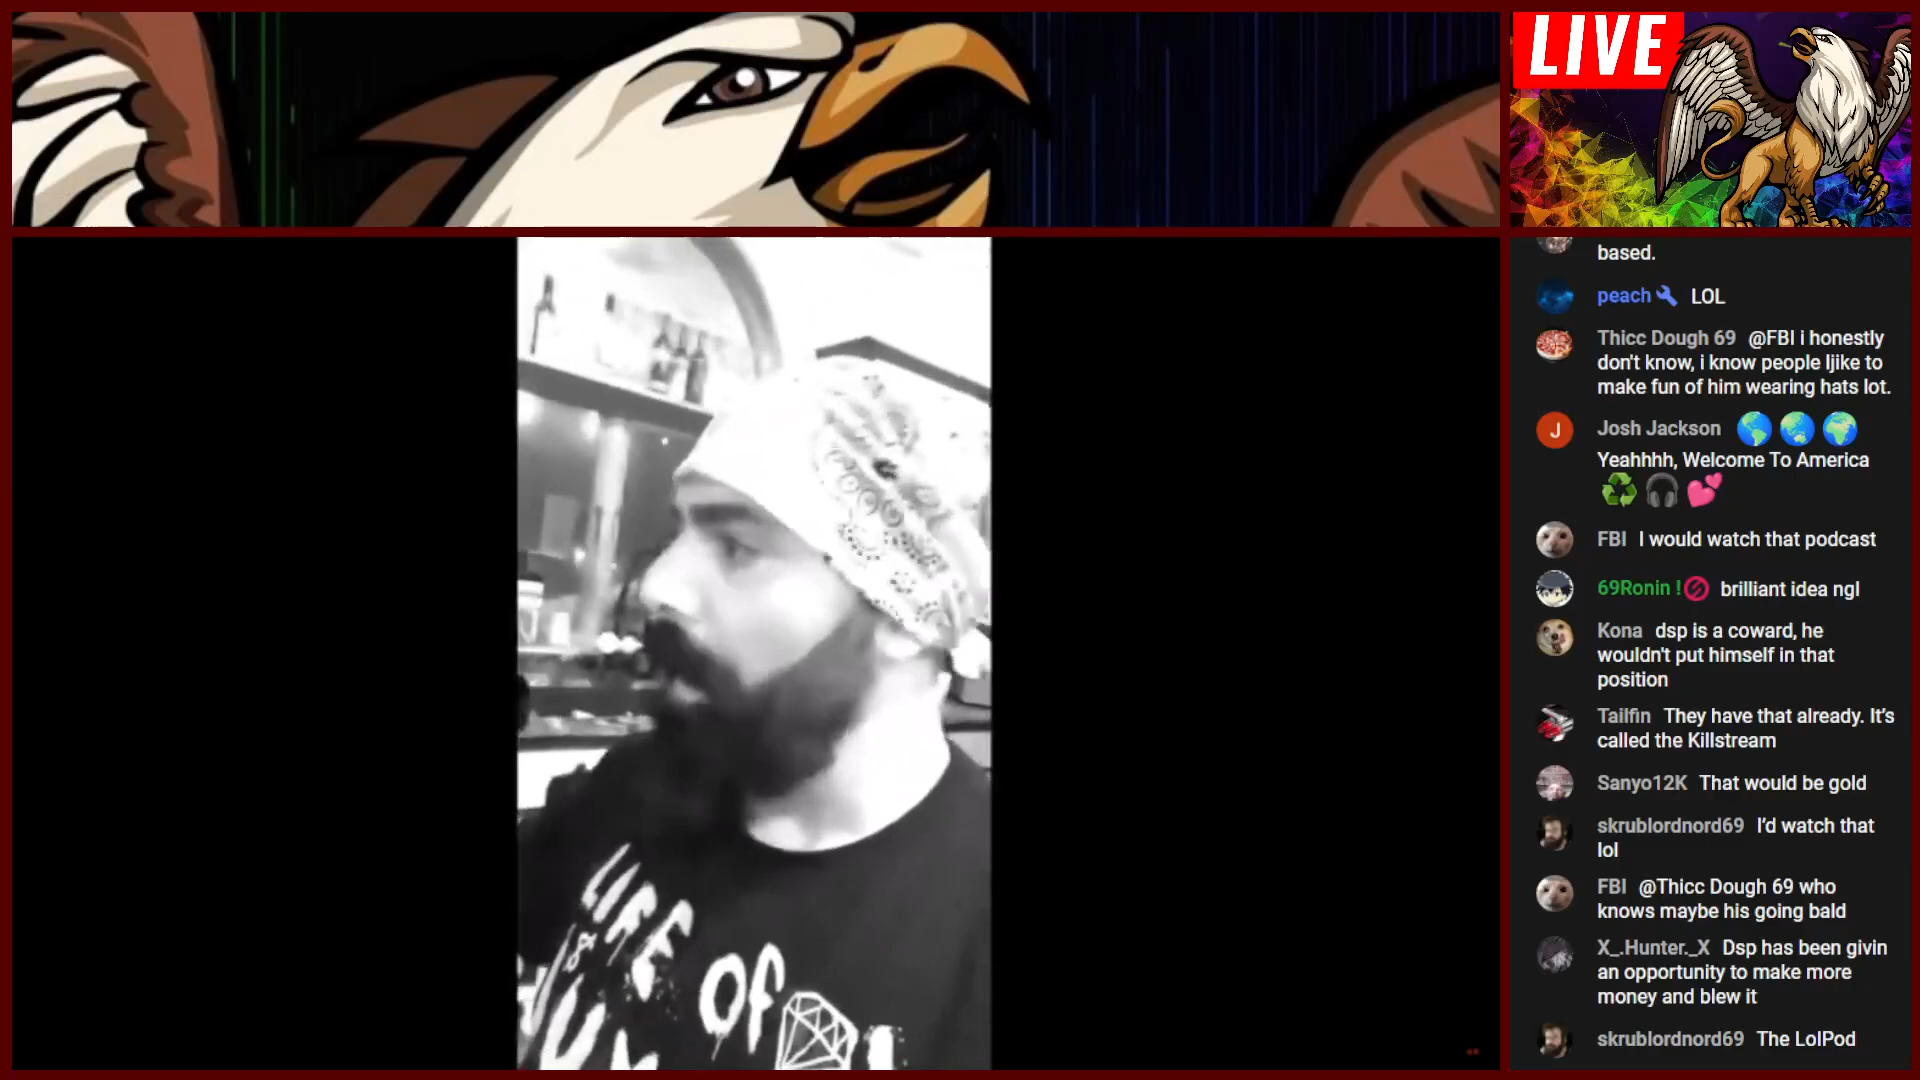 LIVE
based.
peach LOL
Thicc Dough 69 @FBI i honestly
don't know, i know people ljike to
make fun of him wearing hats lot.
J Josh Jackson
Yeahhhh, Welcome To America
FBI I would watch that podcast
69Ronin ! brilliant idea ngl
Kona dsp is a coward, he
wouldn't put himself in that
position
Tailfin They have that already. It's
called the Killstream
Sanyo12K That would be gold
skrublordnord69 I'd watch that
lol
FBI @Thicc Dough 69 who
knows maybe his going bald
X_.Hunter._X Dsp has been givin
an opportunity to make more
money and blew it
skrublordnord69 The LolPod
LIFE
OF